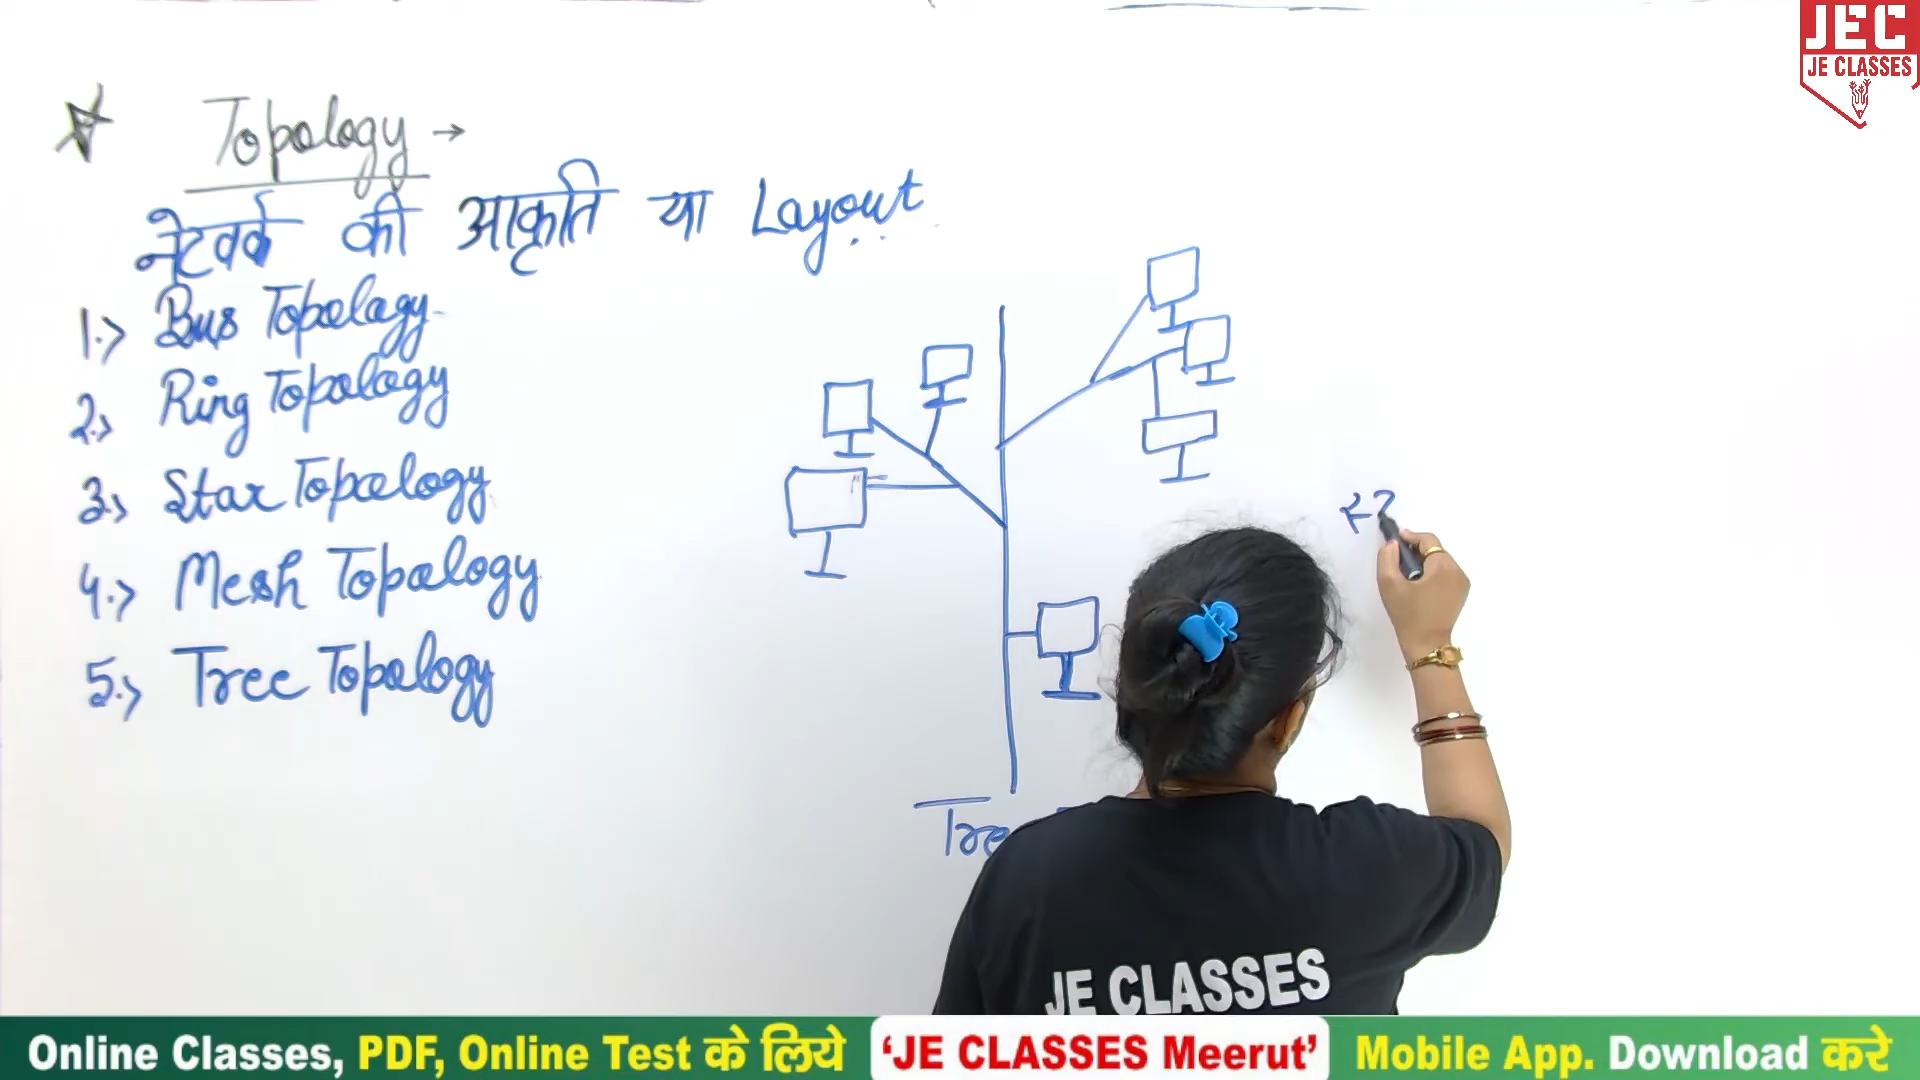 JEC
JE CLASSES
Topology →
नेटवर्क की आकृति या Layout
1.> Bus Topology
2.> Ring Topology
3.> Star Topology
4.> Mesh Topology
5.> Tree Topology
Tre
JE CLASSES
Online Classes, PDF, Online Test के लिये 'JE CLASSES Meerut' Mobile App. Download करे